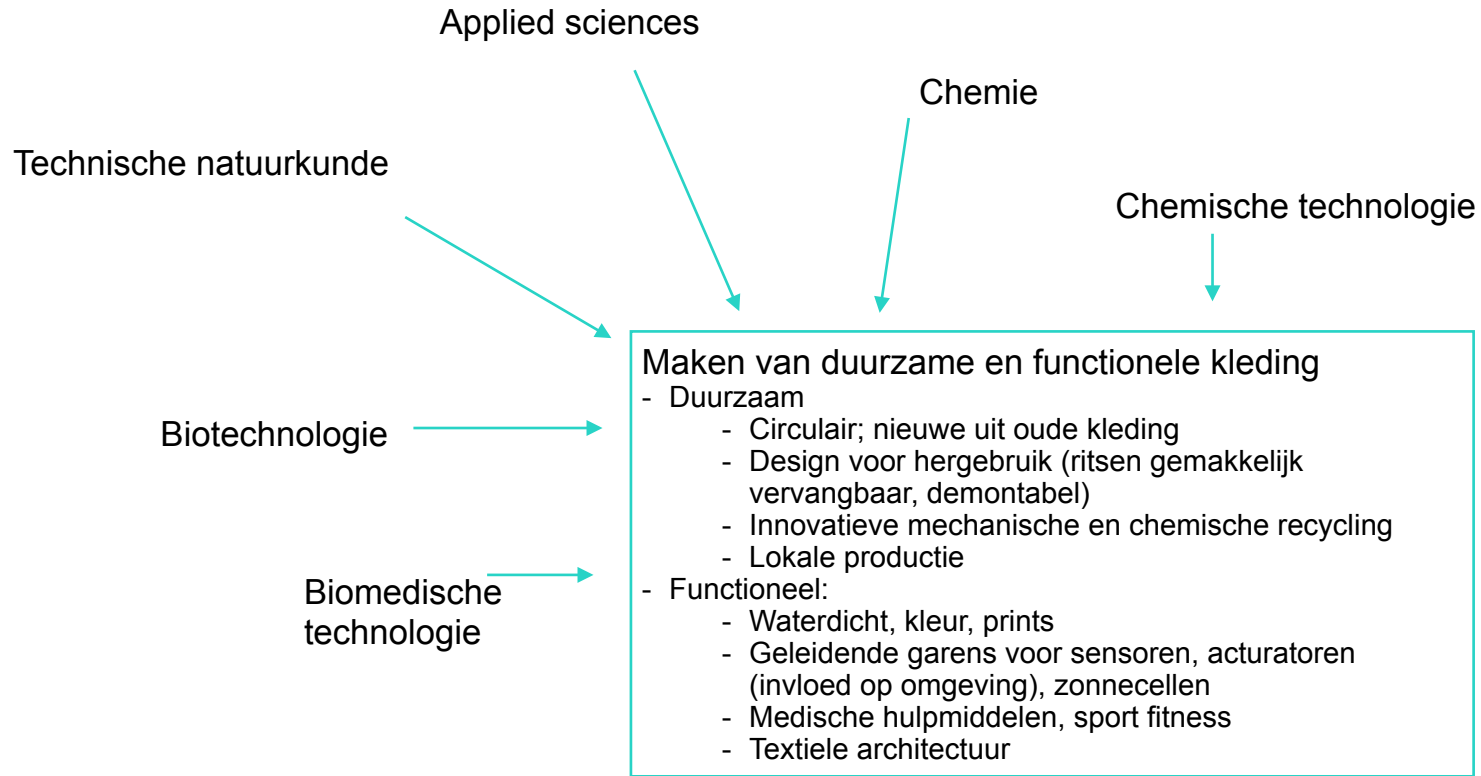 Applied sciences
Chemie
Technische natuurkunde
Chemische technologie
Maken van duurzame en functionele kleding
- Duurzaam
- Circulair; nieuwe uit oude kleding
- Design voor hergebruik (ritsen gemakkelijk
vervangbaar, demontabel)
- Innovatieve mechanische en chemische recycling
- Lokale productie
- Functioneel:
- Waterdicht, kleur, prints
- Geleidende garens voor sensoren, acturatoren
(invloed op omgeving), zonnecellen
- Medische hulpmiddelen, sport fitness
- Textiele architectuur
Biotechnologie
Biomedische
technologie